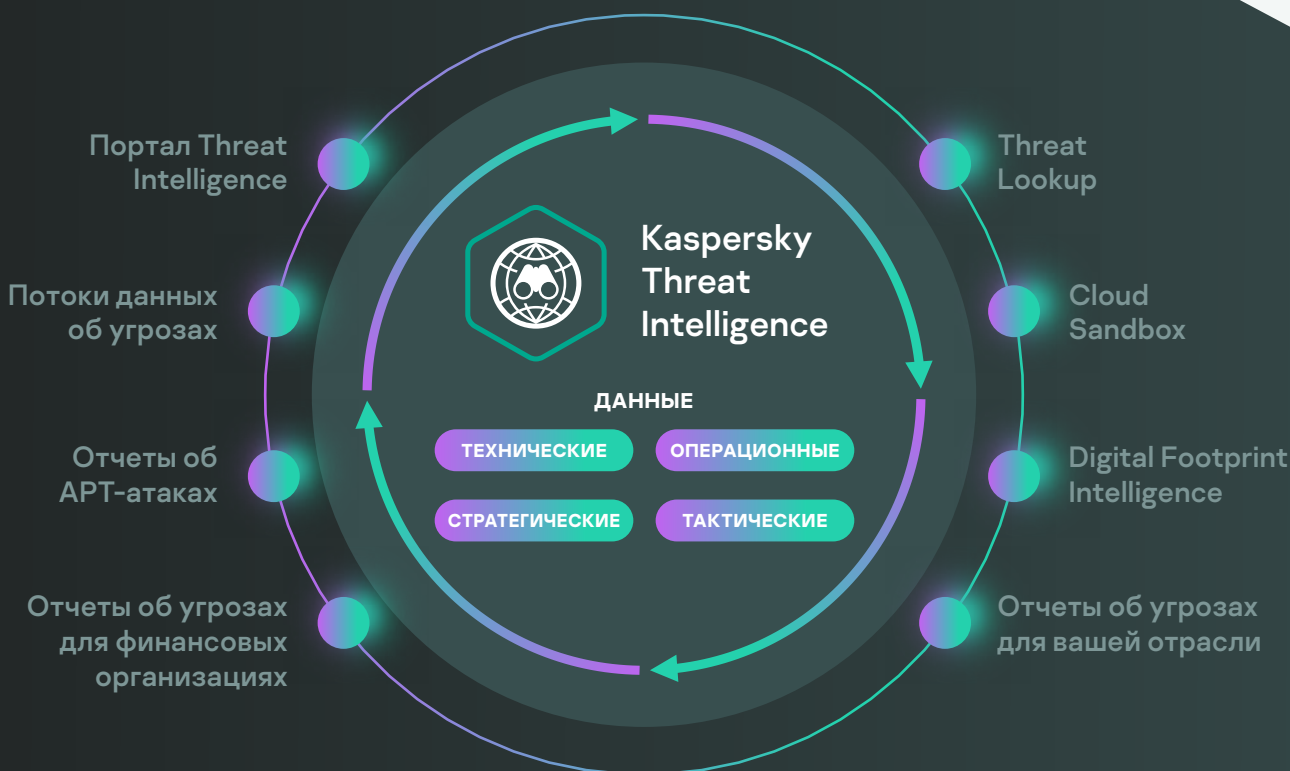 Портал Threat
Intelligence
Потоки данных
об угрозах
Отчеты об
APT-атаках
Отчеты об угрозах
для финансовых
организациях
Kaspersky
Threat
Intelligence
ДАННЫЕ
ТЕХНИЧЕСКИЕ
ОПЕРАЦИОННЫЕ
СТРАТЕГИЧЕСКИЕ
ТАКТИЧЕСКИЕ
Threat
Lookup
Cloud
Sandbox
Digital Footprint
Intelligence
Отчеты об угрозах
для вашей отрасли